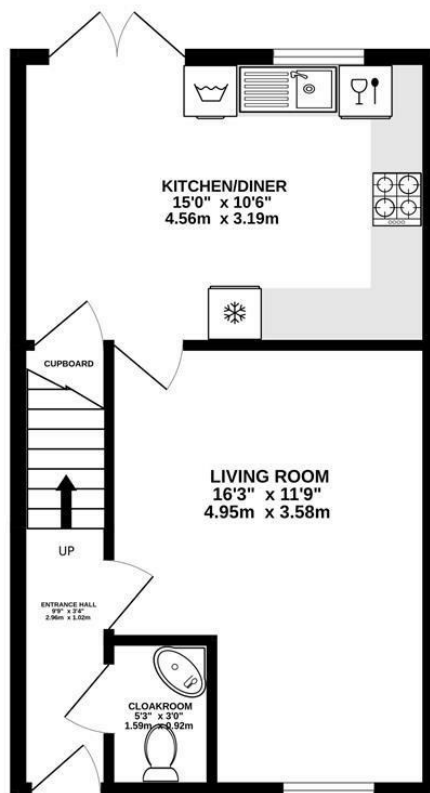 KITCHEN/DINER
15'0" x 10'6"
4.56m x 3.19m
CUPBOARD
LIVING ROOM
16'3" x 11'9"
4.95m x 3.58m
UP
ENTRANCE HALL
9'9" x 3'4"
2.96m x 1.02m
CLOAKROOM
5'3" x 3'0"
1.59m x 0.92m